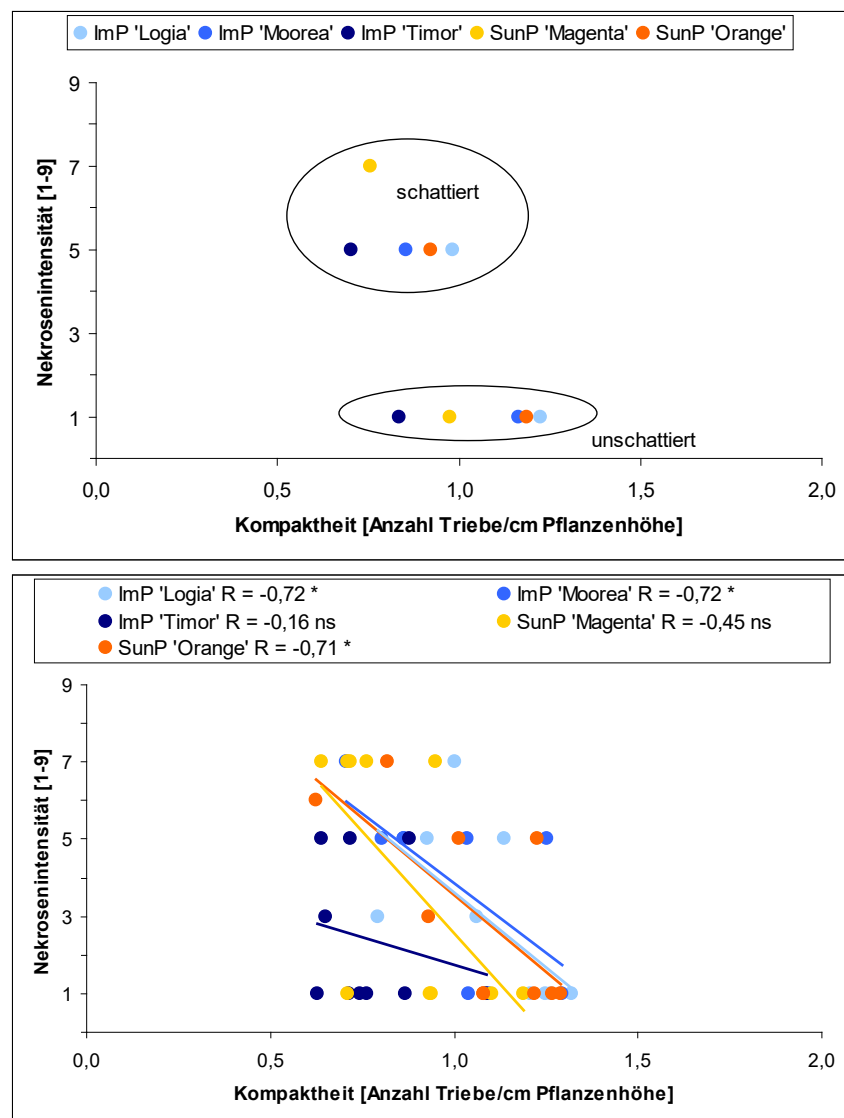 ImP 'Logia' ImP 'Moorea' ImP 'Timor' SunP 'Magenta' SunP 'Orange'
9
7
5
3
1
Nekrosenintensität [1-9]
schattiert
unschattiert
0,0 0,5 1,0 1,5 2,0
Kompaktheit [Anzahl Triebe/cm Pflanzenhöhe]
ImP 'Logia' R = -0,72 * ImP 'Moorea' R = -0,72 *
ImP 'Timor' R = -0,16 ns SunP 'Magenta' R = -0,45 ns
SunP 'Orange' R = -0,71 *
9
7
5
3
1
Nekrosenintensität [1-9]
0,0 0,5 1,0 1,5 2,0
Kompaktheit [Anzahl Triebe/cm Pflanzenhöhe]